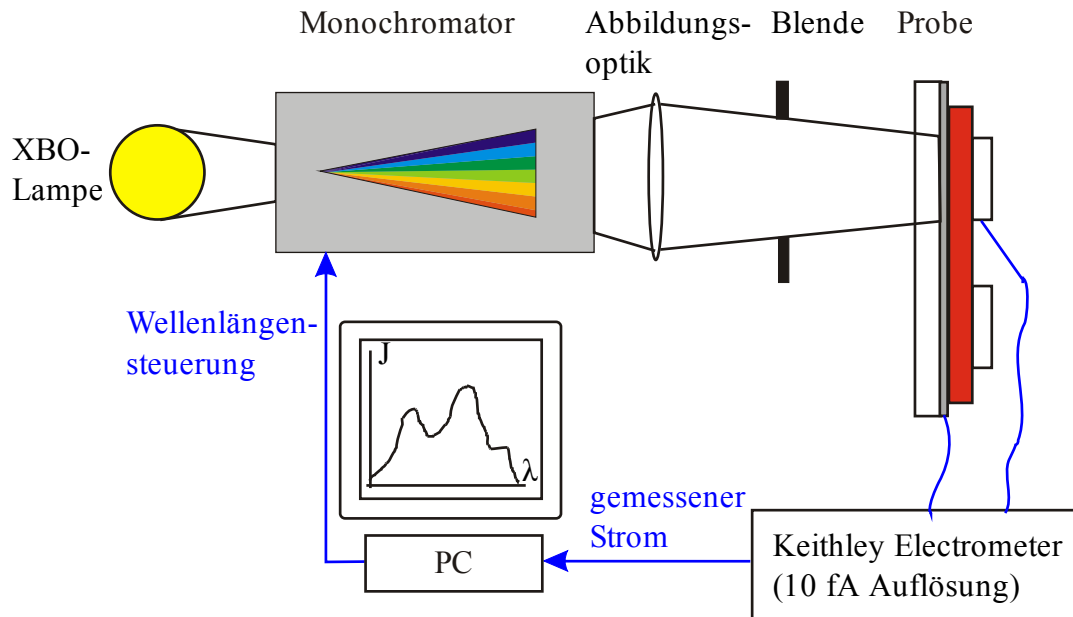 Monochromator
Abbildungs-
optik
Blende
Probe
XBO-
Lampe
Wellenlängen-
steuerung
J
λ
gemessener
Strom
PC
Keithley Electrometer
(10 fA Auflösung)